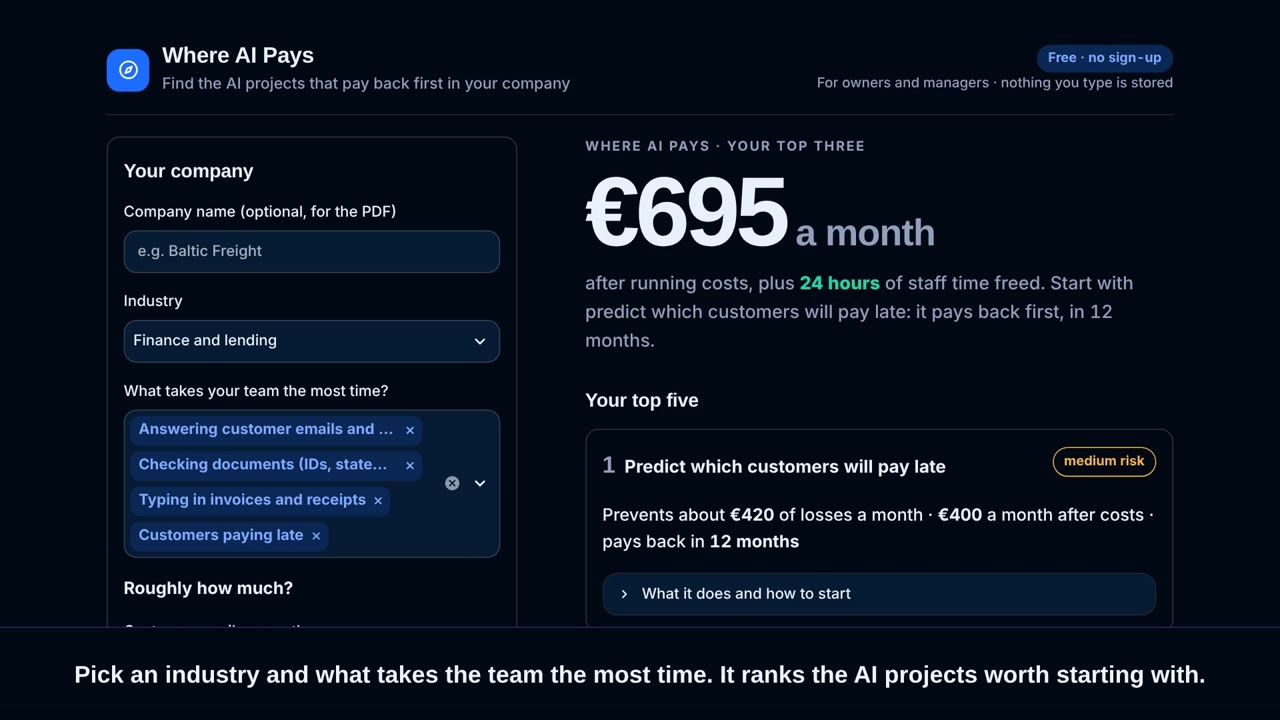 Where AI Pays
Find the AI projects that pay back first in your company
Free · no sign-up
For owners and managers · nothing you type is stored
Your company
Company name (optional, for the PDF)
e.g. Baltic Freight
Industry
Finance and lending
What takes your team the most time?
Answering customer emails and ...
Checking documents (IDs, state...
Typing in invoices and receipts
Customers paying late
Roughly how much?
WHERE AI PAYS · YOUR TOP THREE
€695 a month
after running costs, plus 24 hours of staff time freed. Start with
predict which customers will pay late: it pays back first, in 12
months.
Your top five
1 Predict which customers will pay late
medium risk
Prevents about €420 of losses a month · €400 a month after costs ·
pays back in 12 months
What it does and how to start
Pick an industry and what takes the team the most time. It ranks the AI projects worth starting with.